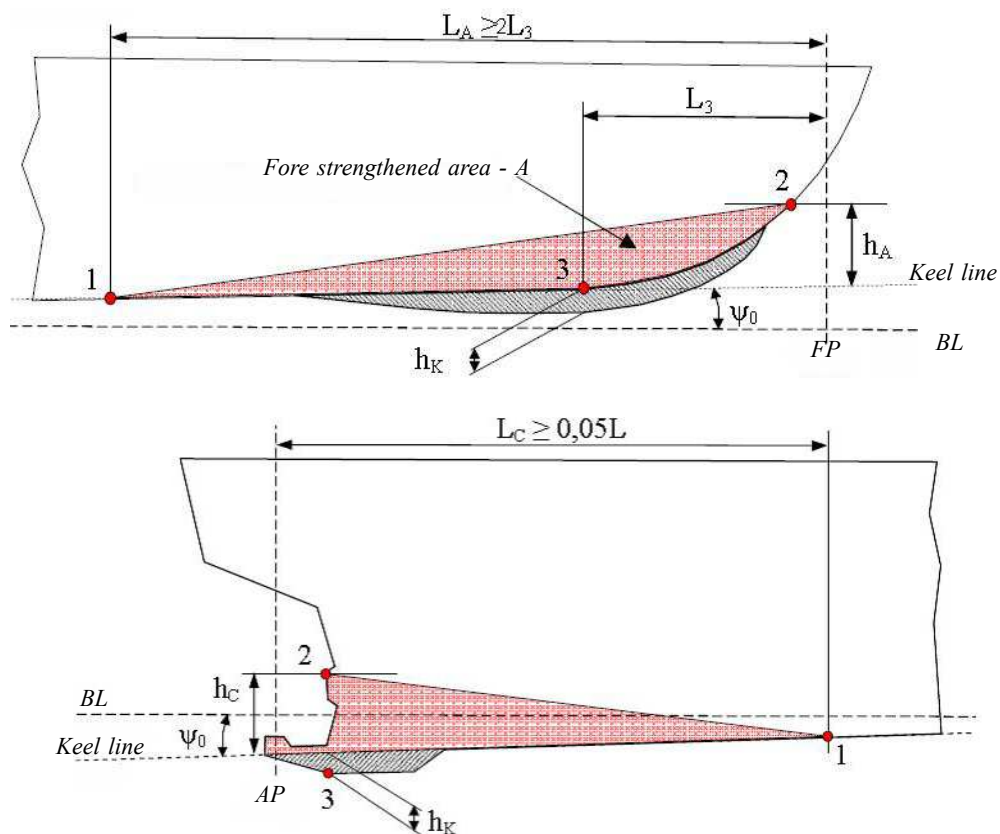 L_A ≥2L_3
L_3
Fore strengthened area - A
2
1
3
h_A
Keel line
ψ_0
h_K
FP
BL
L_C ≥ 0,05L
2
h_C
BL
ψ_0
Keel line
1
AP
3
h_K